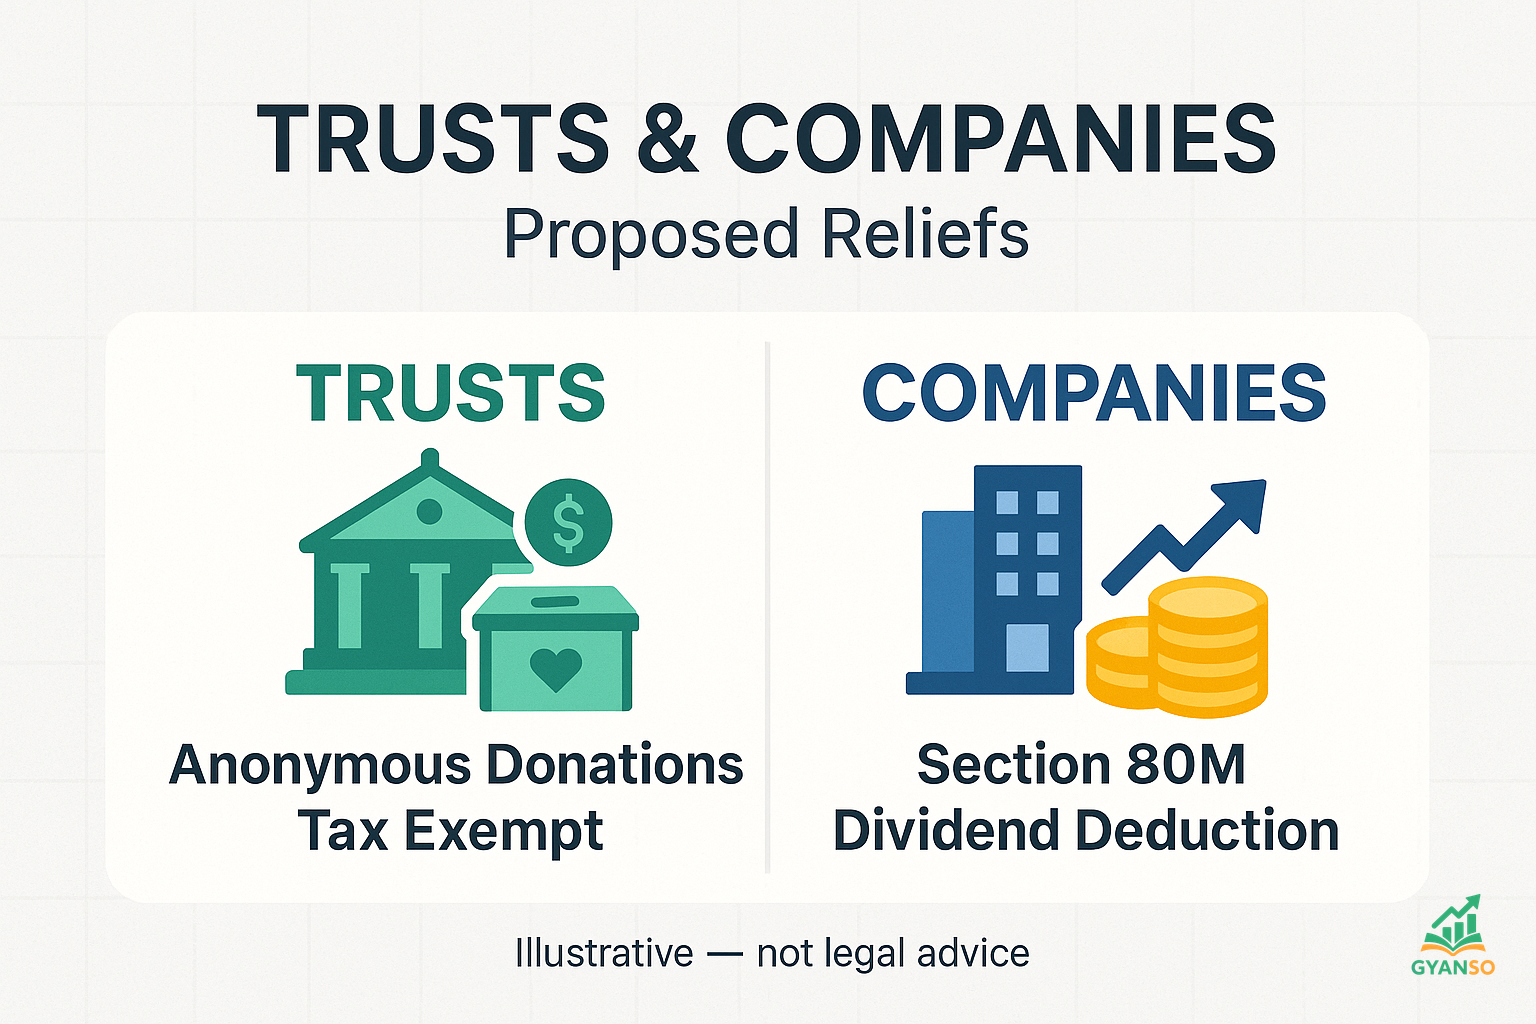 TRUSTS & COMPANIES
Proposed Reliefs
TRUSTS
$
Anonymous Donations
Tax Exempt
COMPANIES
Section 80M
Dividend Deduction
Illustrative — not legal advice
GYANSO